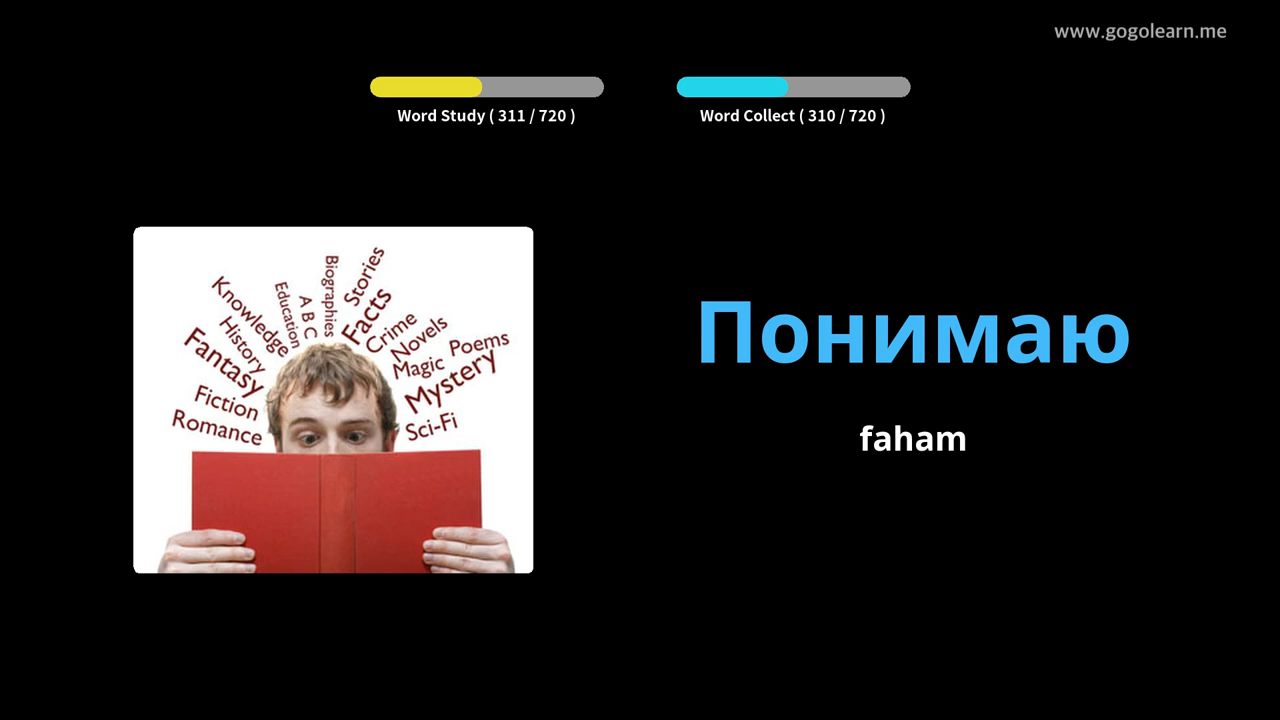 www.gogolearn.me
Word Study ( 311 / 720 )
Word Collect ( 310 / 720 )
Knowledge
Education
A B C
Biographies
Stories
Facts
Crime
Novels
Poems
Magic
Mystery
Sci-Fi
History
Fantasy
Fiction
Romance
Понимаю
faham